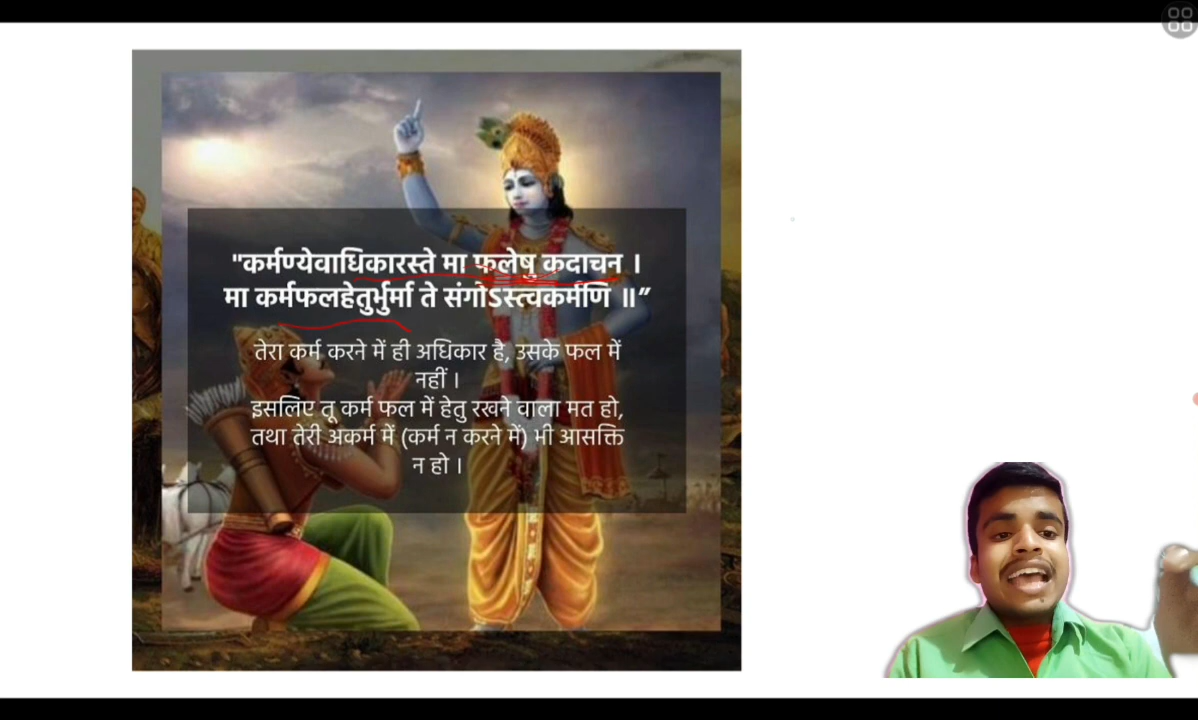 "कर्मण्येवाधिकारस्ते मा फलेषु कदाचन ।
मा कर्मफलहेतुर्भुर्मा ते संगोऽस्त्वकर्मणि ॥”
तेरा कर्म करने में ही अधिकार है, उसके फल में
नहीं ।
इसलिए तू कर्म फल में हेतु रखने वाला मत हो,
तथा तेरी अकर्म में (कर्म न करने में) भी आसक्ति
न हो ।